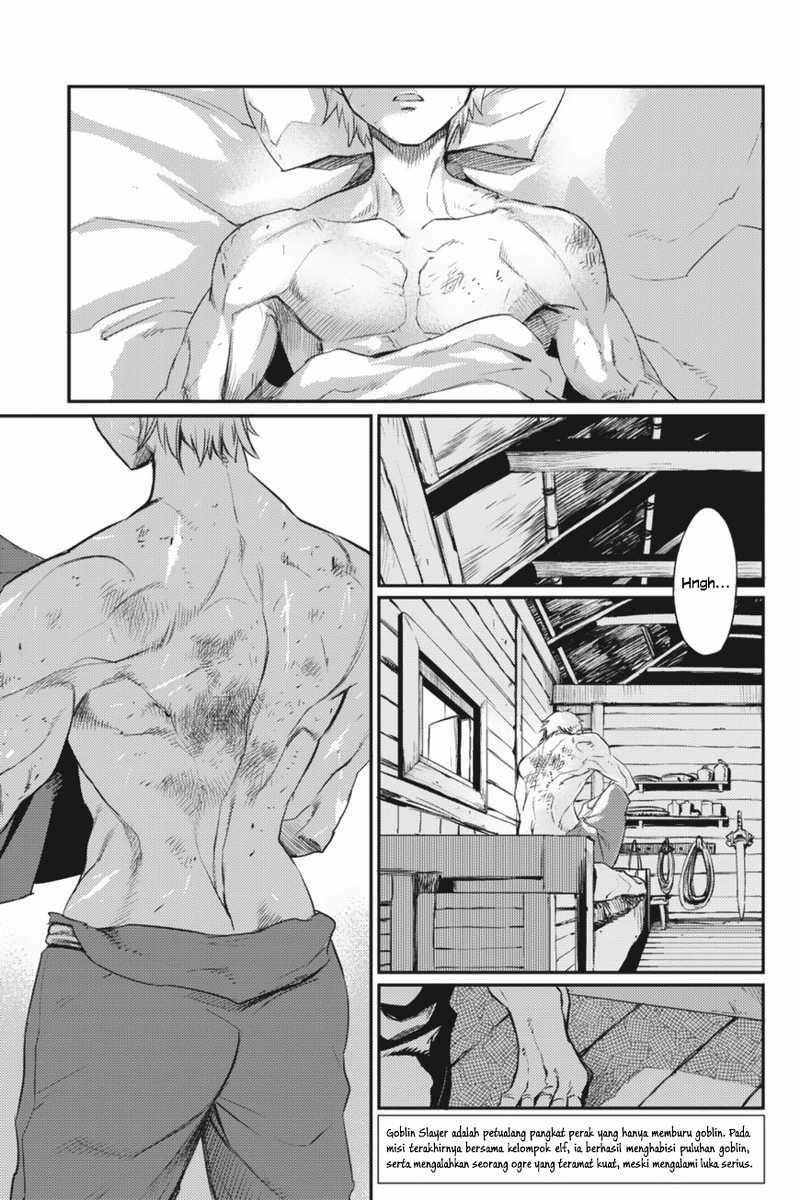 Hngh...
Goblin Slayer adalah petualang pangkat perak yang hanya memburu goblin. Pada
misi terakhirnya bersama kelompok elf, ia berhasil menghabisi puluhan goblin,
serta mengalahkan seorang ogre yang teramat kuat, meski mengalami luka serius.